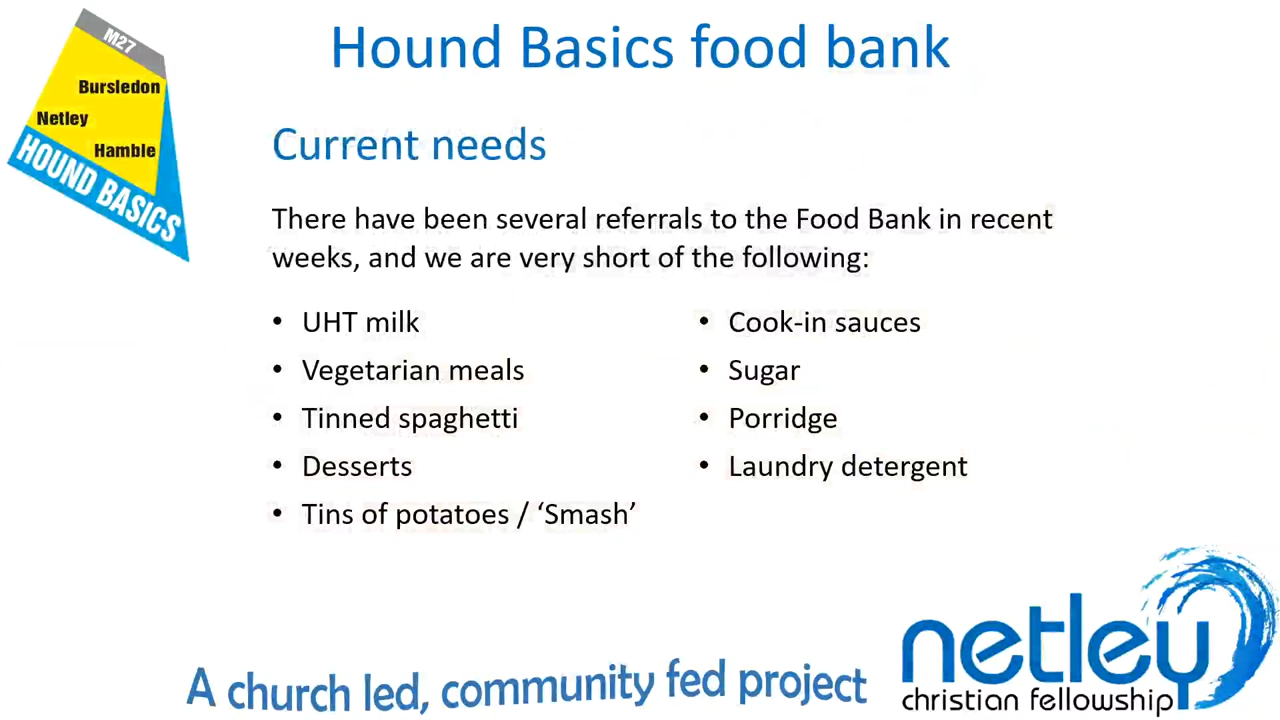 M27
Bursledon
Netley
Hamble
HOUND BASICS
Hound Basics food bank
Current needs
There have been several referrals to the Food Bank in recent
weeks, and we are very short of the following:
• UHT milk
• Vegetarian meals
• Tinned spaghetti
• Desserts
• Tins of potatoes / ‘Smash’
• Cook-in sauces
• Sugar
• Porridge
• Laundry detergent
A church led, community fed project
netley
christian fellowship